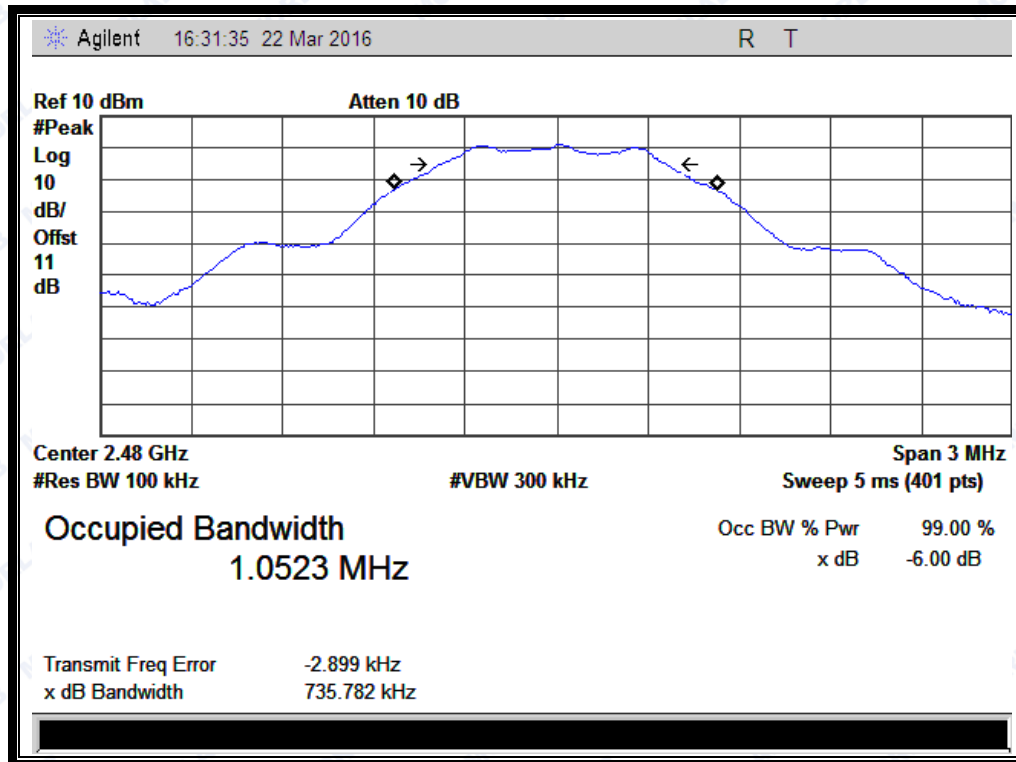 Agilent 16:31:35 22 Mar 2016 R T
Ref 10 dBm Atten 10 dB
#Peak
Log
10
dB/
Offst
11
dB
Center 2.48 GHz Span 3 MHz
#Res BW 100 kHz #VBW 300 kHz Sweep 5 ms (401 pts)
Occupied Bandwidth Occ BW % Pwr 99.00 %
1.0523 MHz x dB -6.00 dB
Transmit Freq Error -2.899 kHz
x dB Bandwidth 735.782 kHz